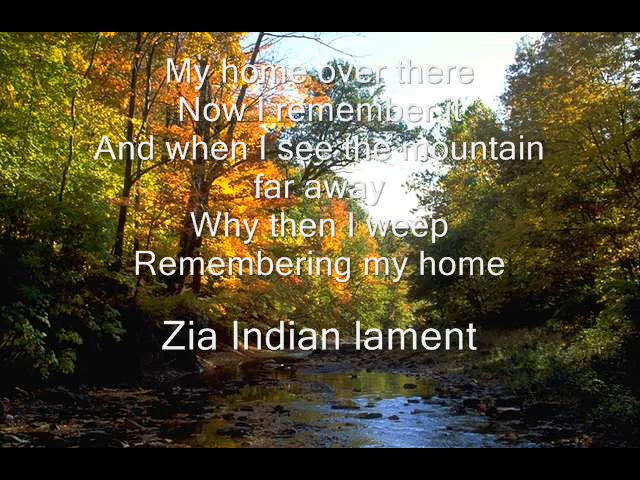 My home over there
Now I remember it
And when I see the mountain
far away
Why then I weep
Remembering my home
Zia Indian lament